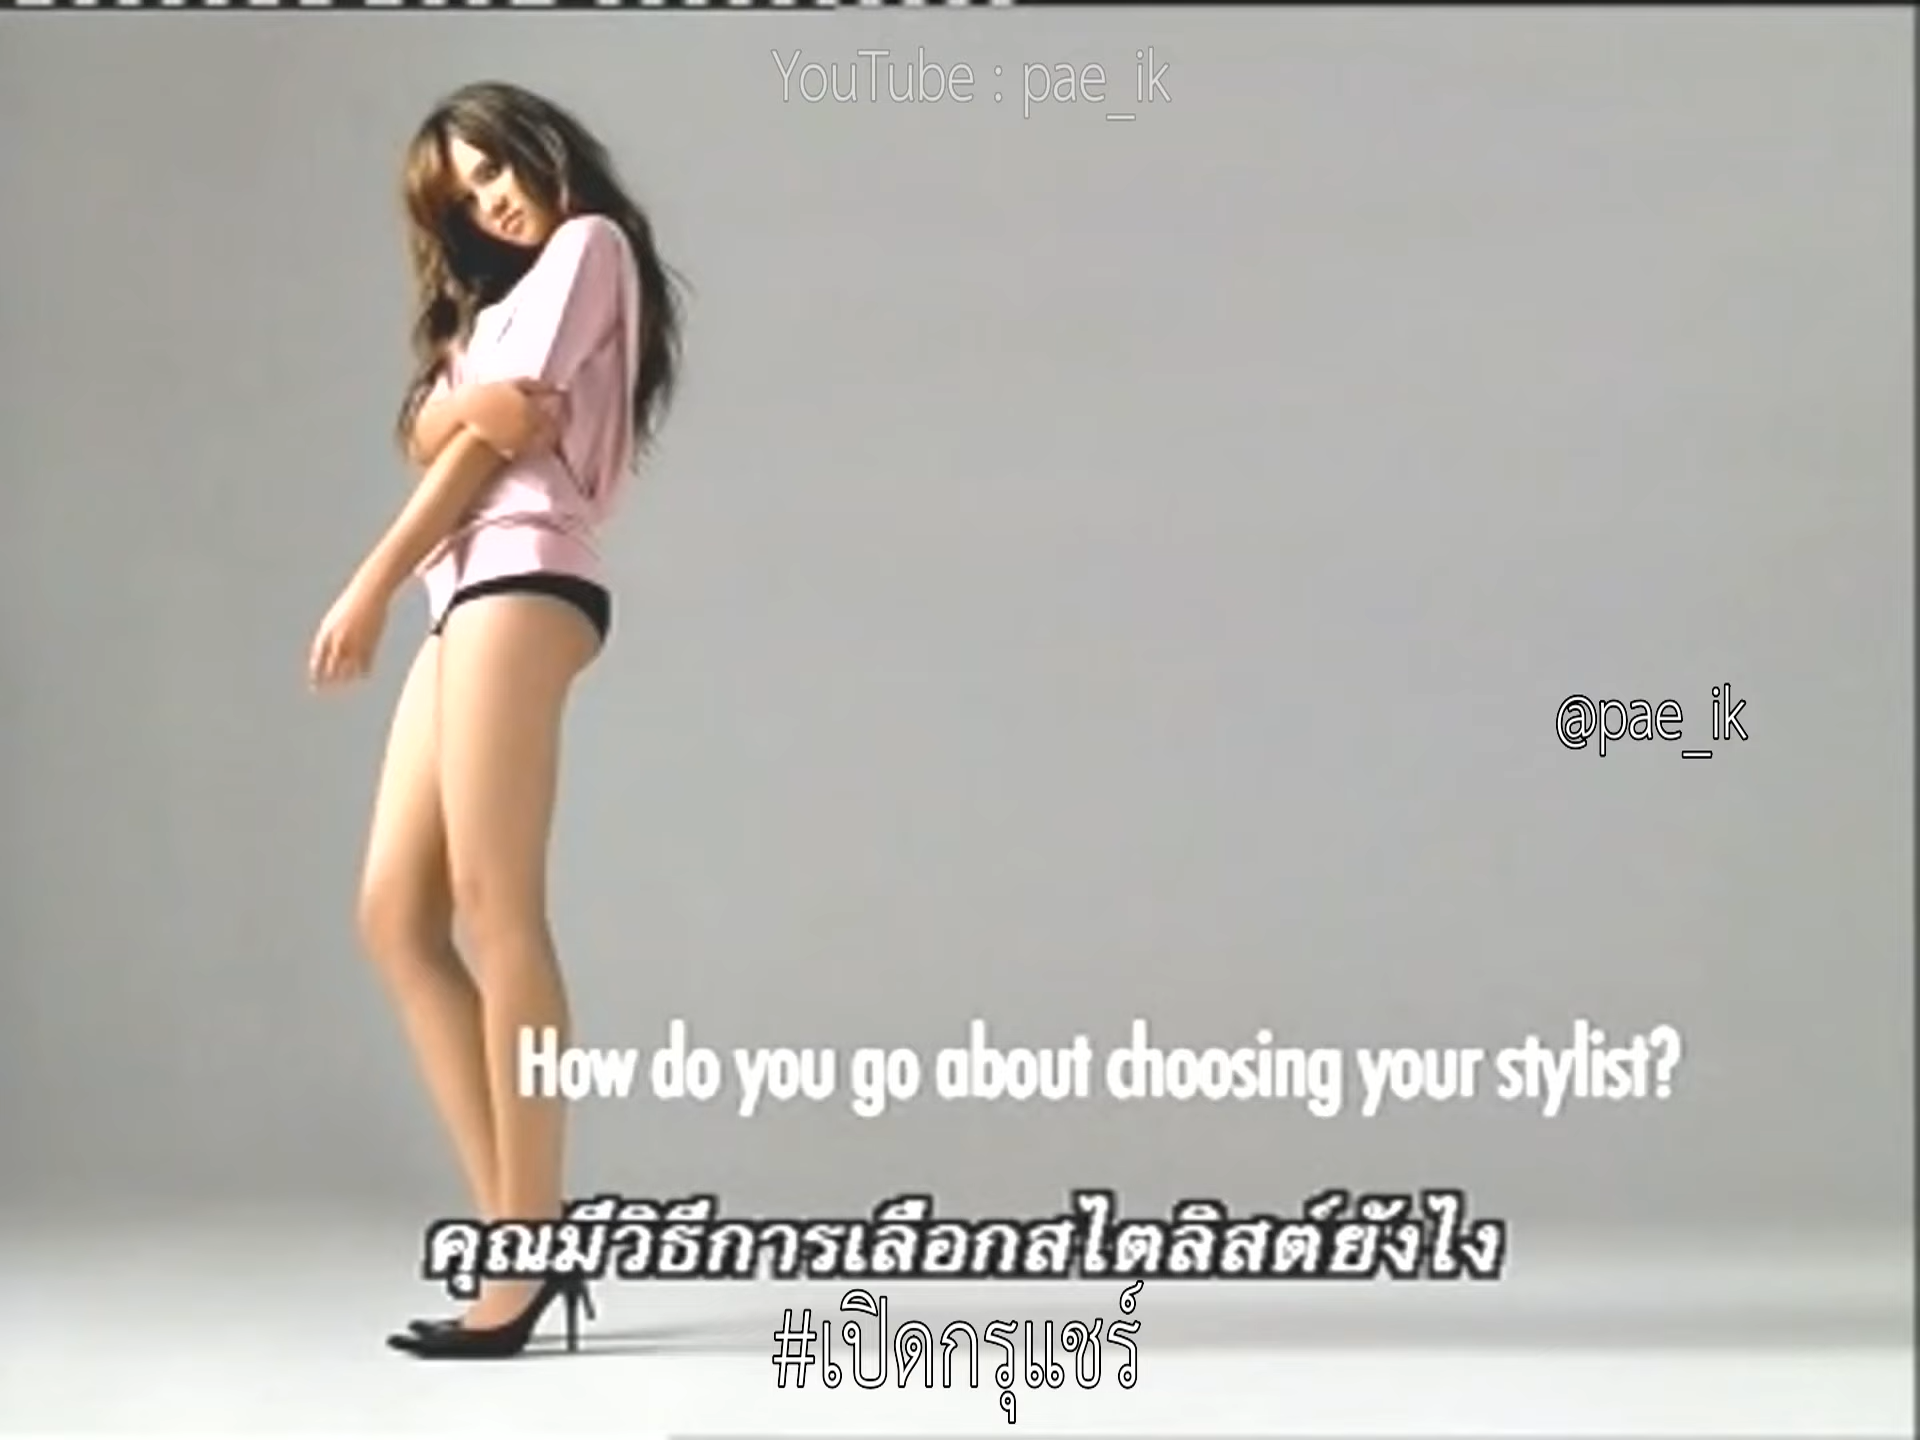 YouTube : pae_ik
@pae_ik
How do you go about choosing your stylist?
คุณมีวิธีการเลือกสไตลิสต์ยังไง
#เปิดกรุแชร์